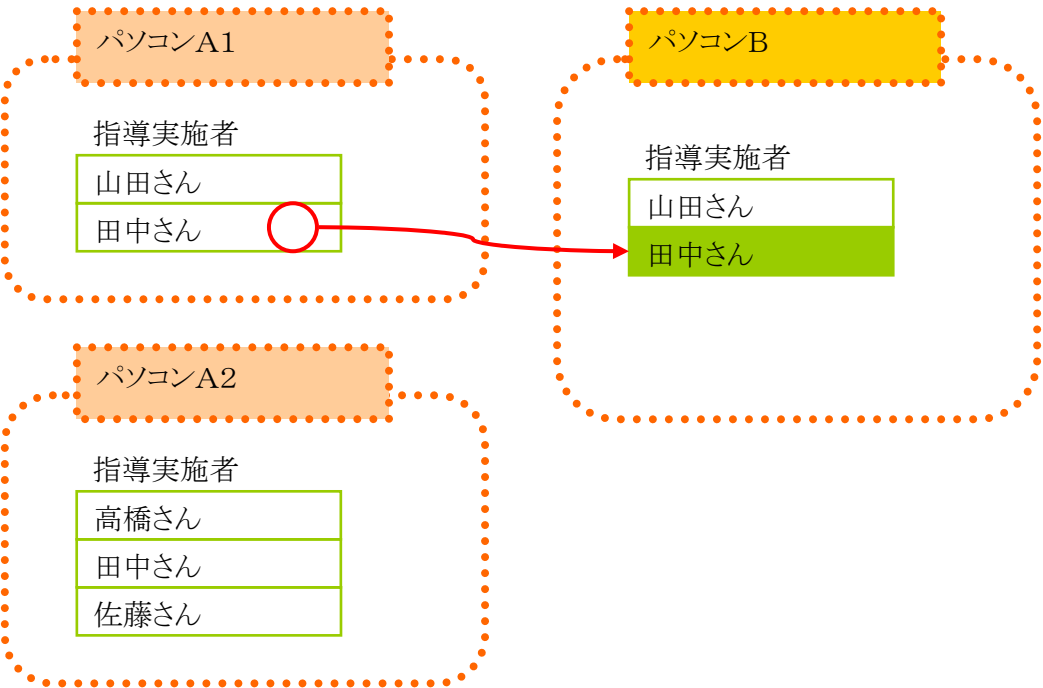 パソコンA1
指導実施者
山田さん
田中さん
パソコンB
指導実施者
山田さん
田中さん
パソコンA2
指導実施者
高橋さん
田中さん
佐藤さん